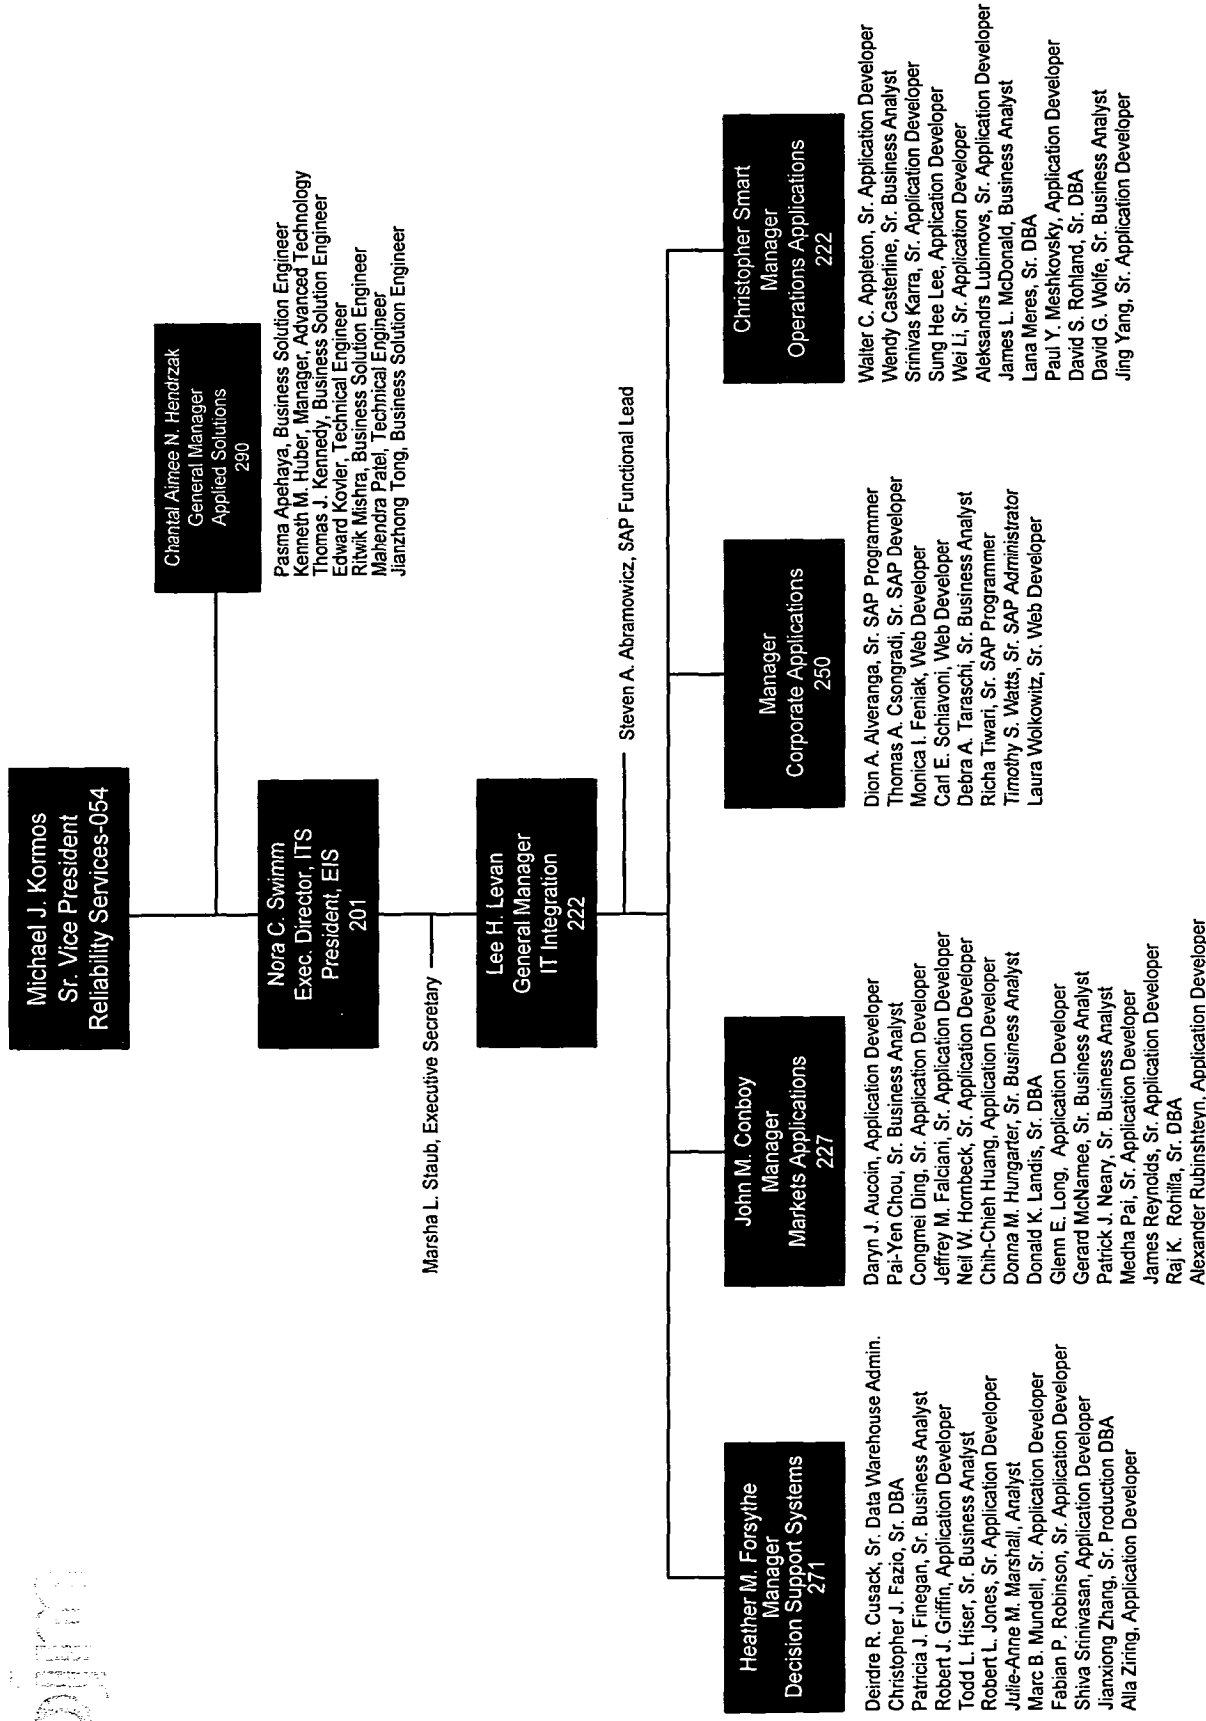 pjm
Michael J. Kormos
Sr. Vice President
Reliability Services-054
Chantal Aimee N. Hendrzak
General Manager
Applied Solutions
290
Pasma Apehaya, Business Solution Engineer
Kenneth M. Huber, Manager, Advanced Technology
Thomas J. Kennedy, Business Solution Engineer
Edward Kovler, Technical Engineer
Ritwik Mishra, Business Solution Engineer
Mahendra Patel, Technical Engineer
Jianzhong Tong, Business Solution Engineer
Nora C. Swimm
Exec. Director, ITS
President, EIS
201
Marsha L. Staub, Executive Secretary
Lee H. Levan
General Manager
IT Integration
222
Steven A. Abramowicz, SAP Functional Lead
Heather M. Forsythe
Manager
Decision Support Systems
271
Deirdre R. Cusack, Sr. Data Warehouse Admin.
Christopher J. Fazio, Sr. DBA
Patricia J. Finegan, Sr. Business Analyst
Robert J. Griffin, Application Developer
Todd L. Hiser, Sr. Business Analyst
Robert L. Jones, Sr. Application Developer
Julie-Anne M. Marshall, Analyst
Marc B. Mundell, Sr. Application Developer
Fabian P. Robinson, Sr. Application Developer
Shiva Srinivasan, Application Developer
Jianxiong Zhang, Sr. Production DBA
Alla Ziring, Application Developer
John M. Conboy
Manager
Markets Applications
227
Daryn J. Aucoin, Application Developer
Pai-Yen Chou, Sr. Business Analyst
Congmei Ding, Sr. Application Developer
Jeffrey M. Falciani, Sr. Application Developer
Neil W. Hornbeck, Sr. Application Developer
Chih-Chieh Huang, Application Developer
Donna M. Hungarter, Sr. Business Analyst
Donald K. Landis, Sr. DBA
Glenn E. Long, Application Developer
Gerard McNamee, Sr. Business Analyst
Patrick J. Neary, Sr. Business Analyst
Medha Pai, Sr. Application Developer
James Reynolds, Sr. Application Developer
Raj K. Rohilla, Sr. DBA
Alexander Rubinshteyn, Application Developer
Manager
Corporate Applications
250
Dion A. Alveranga, Sr. SAP Programmer
Thomas A. Csongradi, Sr. SAP Developer
Monica I. Feniak, Web Developer
Carl E. Schiavoni, Web Developer
Debra A. Taraschi, Sr. Business Analyst
Richa Tiwari, Sr. SAP Programmer
Timothy S. Watts, Sr. SAP Administrator
Laura Wolkowitz, Sr. Web Developer
Christopher Smart
Manager
Operations Applications
222
Walter C. Appleton, Sr. Application Developer
Wendy Casterline, Sr. Business Analyst
Srinivas Karra, Sr. Application Developer
Sung Hee Lee, Application Developer
Wei Li, Sr. Application Developer
Aleksandrs Lubimovs, Sr. Application Developer
James L. McDonald, Business Analyst
Lana Meres, Sr. DBA
Paul Y. Meshkovsky, Application Developer
David S. Rohland, Sr. DBA
David G. Wolfe, Sr. Business Analyst
Jing Yang, Sr. Application Developer